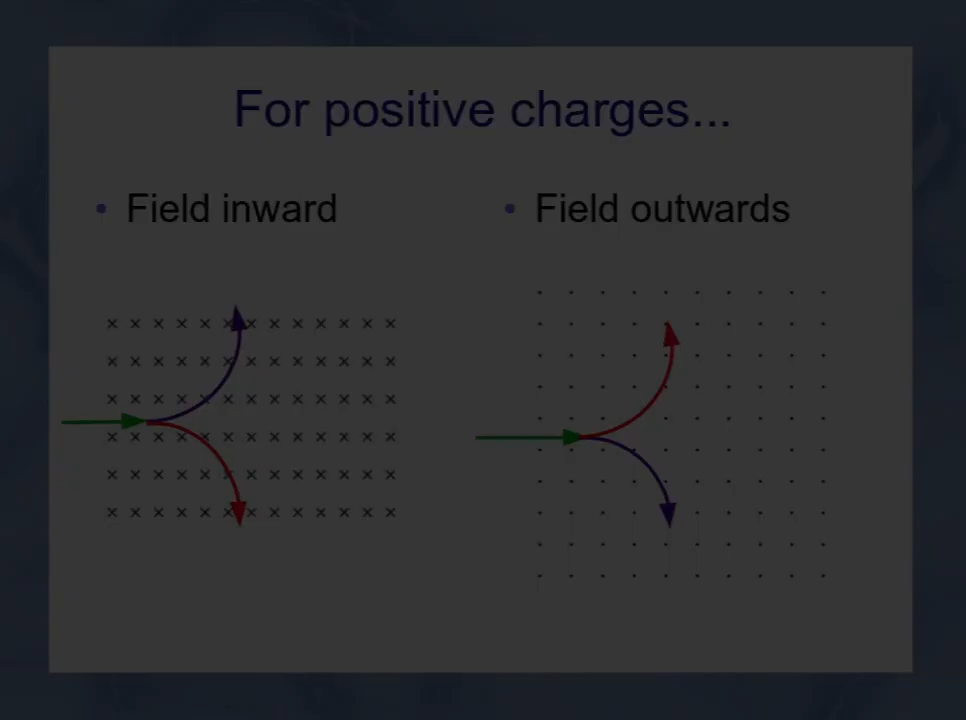 For positive charges...
• Field inward
• Field outwards